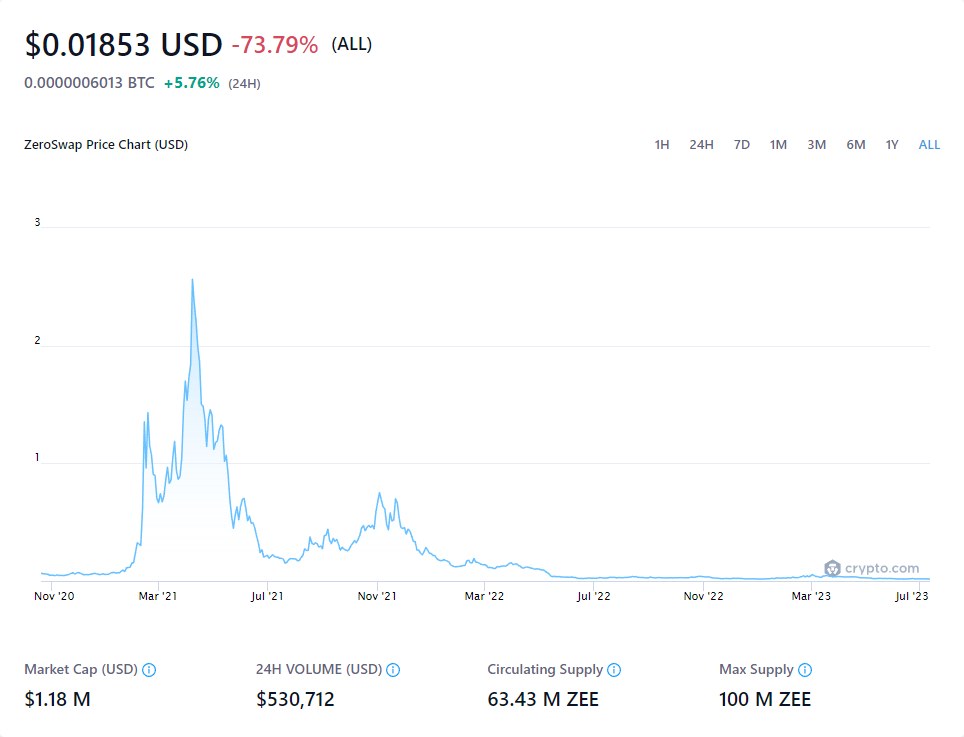 $0.01853 USD -73.79% (ALL)
0.0000006013 BTC +5.76% (24H)
ZeroSwap Price Chart (USD) 1H 24H 7D 1M 3M 6M 1Y ALL
3
2
1
crypto.com
Nov '20 Mar '21 Jul '21 Nov '21 Mar '22 Jul '22 Nov '22 Mar '23 Jul '23
Market Cap (USD) 24H VOLUME (USD) Circulating Supply Max Supply
$1.18 M $530,712 63.43 M ZEE 100 M ZEE